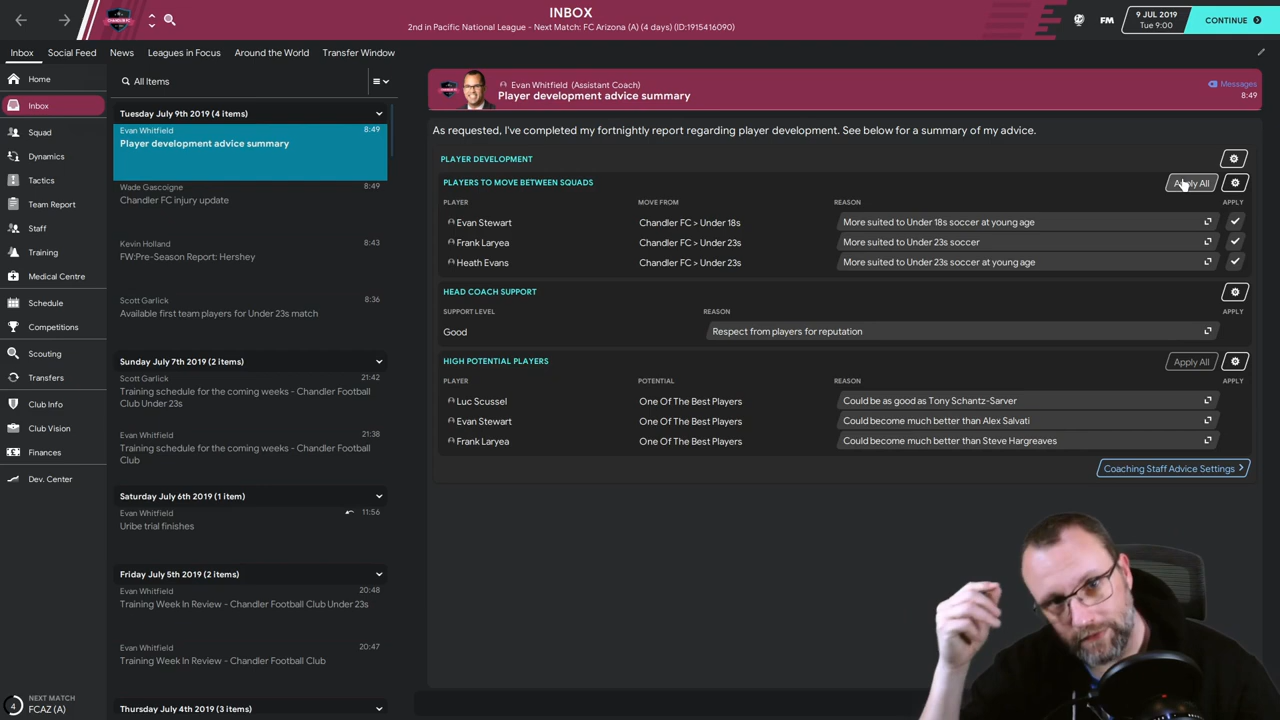 CHANDLER FC
INBOX
2nd in Pacific National League - Next Match: FC Arizona (A) (4 days) (ID:1915416090)
FM
9 JUL 2019
Tue 9:00
CONTINUE
Inbox
Social Feed
News
Leagues in Focus
Around the World
Transfer Window
Home
Inbox
Squad
Dynamics
Tactics
Team Report
Staff
Training
Medical Centre
Schedule
Competitions
Scouting
Transfers
Club Info
Club Vision
Finances
Dev. Center
4
NEXT MATCH
FCAZ (A)
All Items
Tuesday July 9th 2019 (4 items)
Evan Whitfield 8:49
Player development advice summary
Wade Gascoigne 8:49
Chandler FC injury update
Kevin Holland 8:43
FW:Pre-Season Report: Hershey
Scott Garlick 8:36
Available first team players for Under 23s match
Sunday July 7th 2019 (2 items)
Scott Garlick 21:42
Training schedule for the coming weeks - Chandler Football
Club Under 23s
Evan Whitfield 21:38
Training schedule for the coming weeks - Chandler Football
Club
Saturday July 6th 2019 (1 item)
Evan Whitfield 11:56
Uribe trial finishes
Friday July 5th 2019 (2 items)
Evan Whitfield 20:48
Training Week In Review - Chandler Football Club Under 23s
Evan Whitfield 20:47
Training Week In Review - Chandler Football Club
Thursday July 4th 2019 (3 items)
Evan Whitfield (Assistant Coach)
Player development advice summary
Messages
8:49
As requested, I've completed my fortnightly report regarding player development. See below for a summary of my advice.
PLAYER DEVELOPMENT
PLAYERS TO MOVE BETWEEN SQUADS
Apply All
PLAYER MOVE FROM REASON APPLY
Evan Stewart Chandler FC > Under 18s More suited to Under 18s soccer at young age
Frank Laryea Chandler FC > Under 23s More suited to Under 23s soccer
Heath Evans Chandler FC > Under 23s More suited to Under 23s soccer at young age
HEAD COACH SUPPORT
SUPPORT LEVEL REASON APPLY
Good Respect from players for reputation
HIGH POTENTIAL PLAYERS Apply All
PLAYER POTENTIAL REASON APPLY
Luc Scussel One Of The Best Players Could be as good as Tony Schantz-Sarver
Evan Stewart One Of The Best Players Could become much better than Alex Salvati
Frank Laryea One Of The Best Players Could become much better than Steve Hargreaves
Coaching Staff Advice Settings >